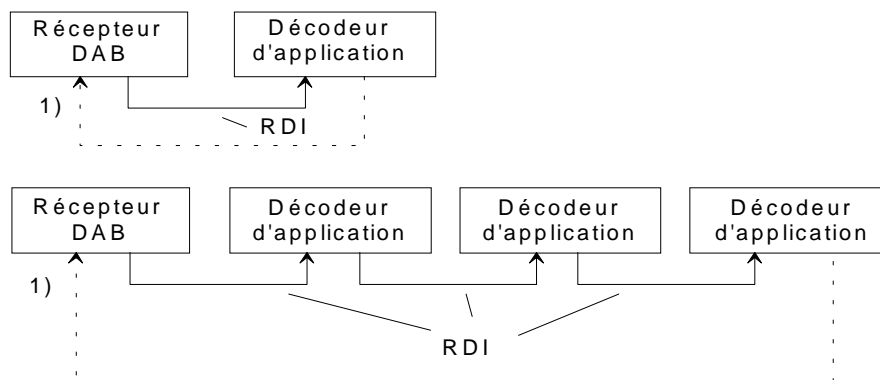 Récepteur
DAB
Décodeur
d'application
1)
RDI
Récepteur
DAB
Décodeur
d'application
Décodeur
d'application
Décodeur
d'application
1)
RDI